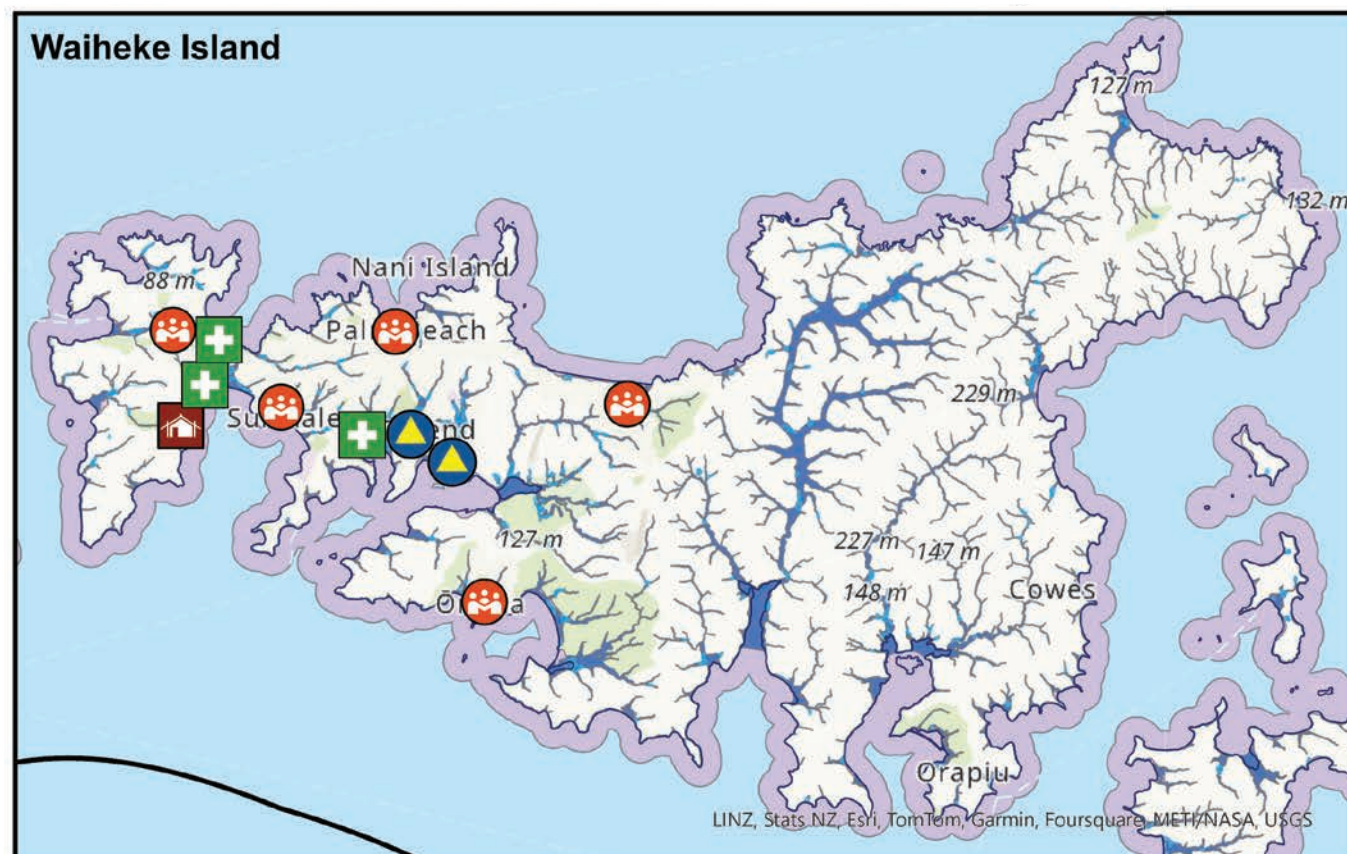 Waiheke Island
127 m
132 m
Nani Island
88 m
229 m
127 m
227 m
147 m
148 m
Cowes
Orapiu
LINZ, Stats NZ, Esri, TomTom, Garmin, Foursquare, METI/NASA, USGS